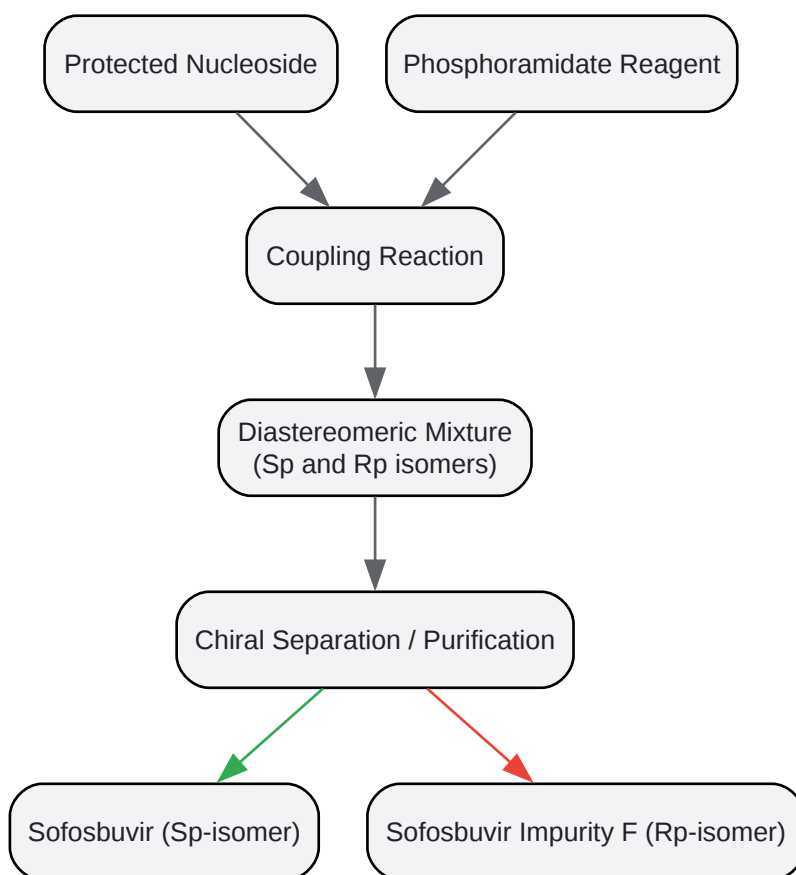 Protected Nucleoside
Phosphoramidate Reagent
Coupling Reaction
Diastereomeric Mixture
(Sp and Rp isomers)
Chiral Separation / Purification
Sofosbuvir (Sp-isomer)
Sofosbuvir Impurity F (Rp-isomer)